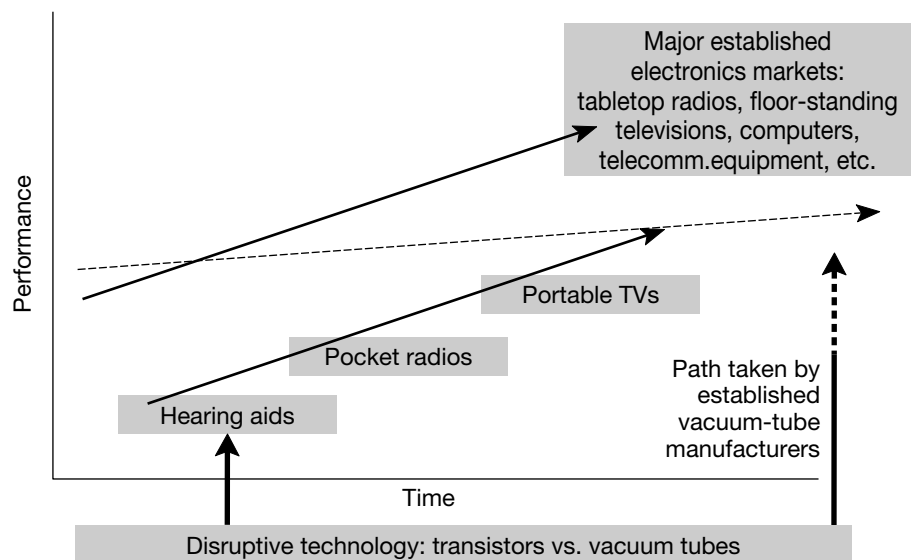 Major established
electronics markets:
tabletop radios, floor-standing
televisions, computers,
telecomm.equipment, etc.
Performance
Portable TVs
Pocket radios
Hearing aids
Path taken by
established
vacuum-tube
manufacturers
Time
Disruptive technology: transistors vs. vacuum tubes